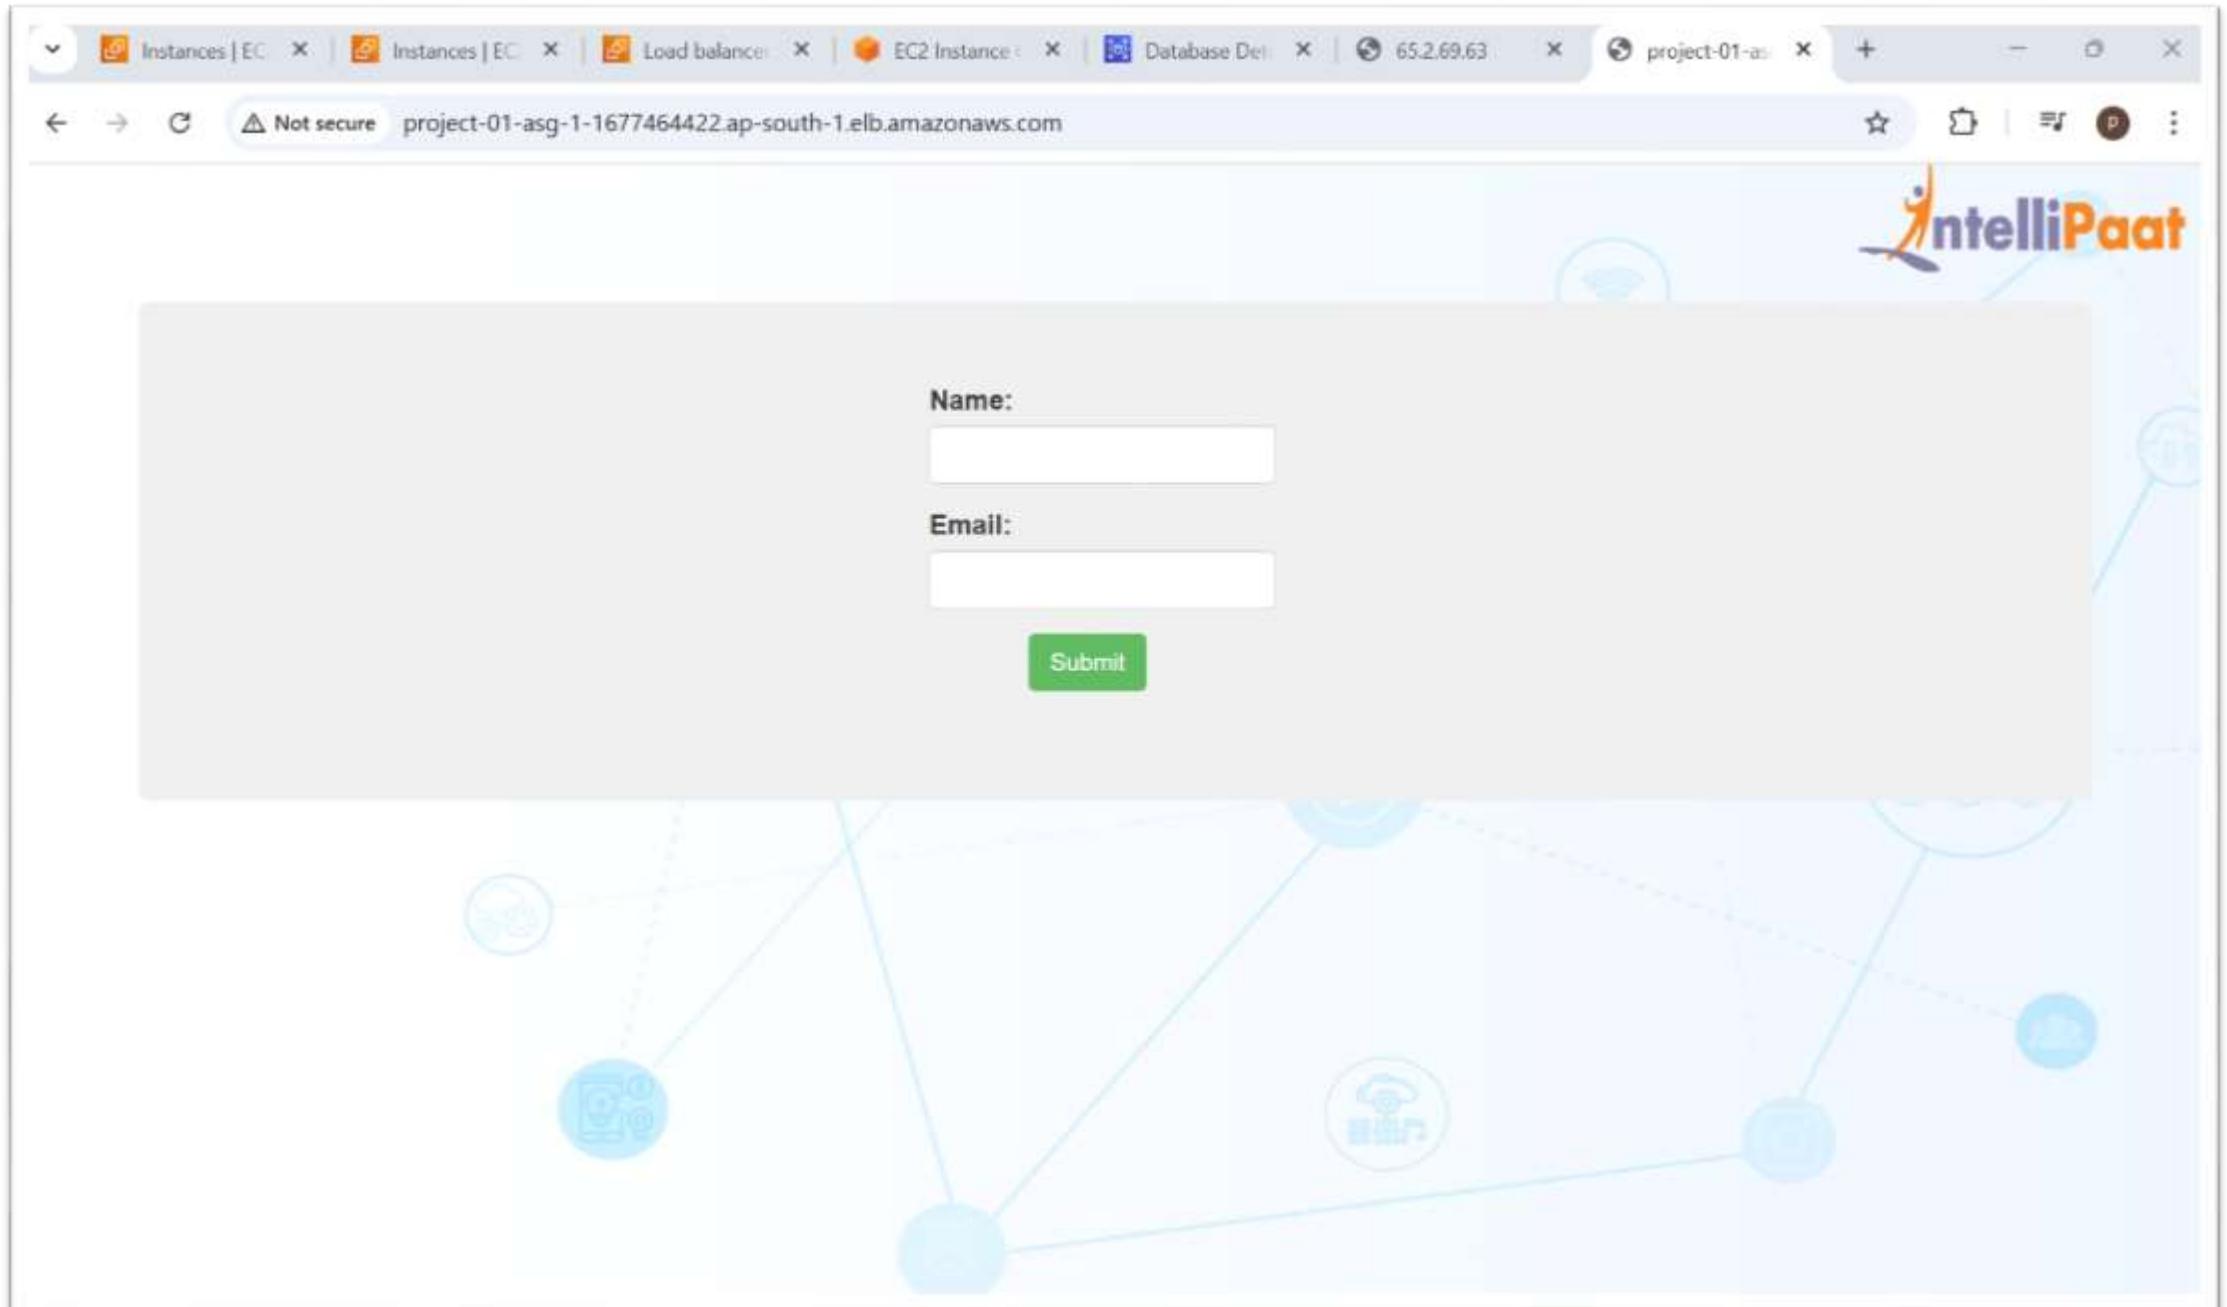 Instances | EC
Instances | EC
Load balance
EC2 Instance
Database Det
65.2.69.63
project-01-as
Not secure
project-01-asg-1-1677464422.ap-south-1.elb.amazonaws.com
P
IntelliPaat
Name:
Email:
Submit